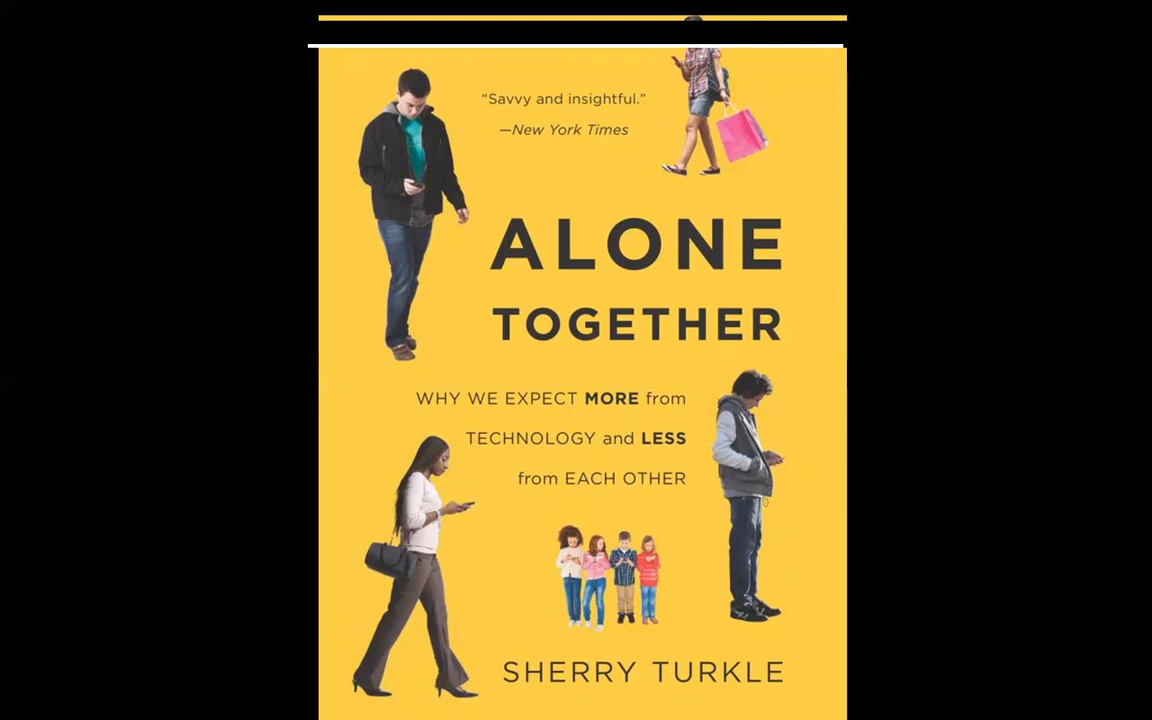 “Savvy and insightful.”
—New York Times
ALONE
TOGETHER
WHY WE EXPECT MORE from
TECHNOLOGY and LESS
from EACH OTHER
SHERRY TURKLE